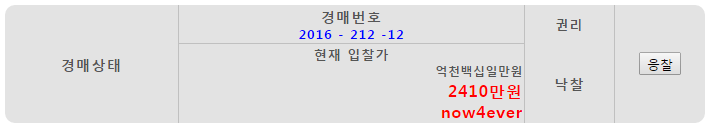 경매상태
경매번호
2016 - 212 -12
현재 입찰가
억천백십일만원
2410만원
now4ever
권리
낙찰
응찰